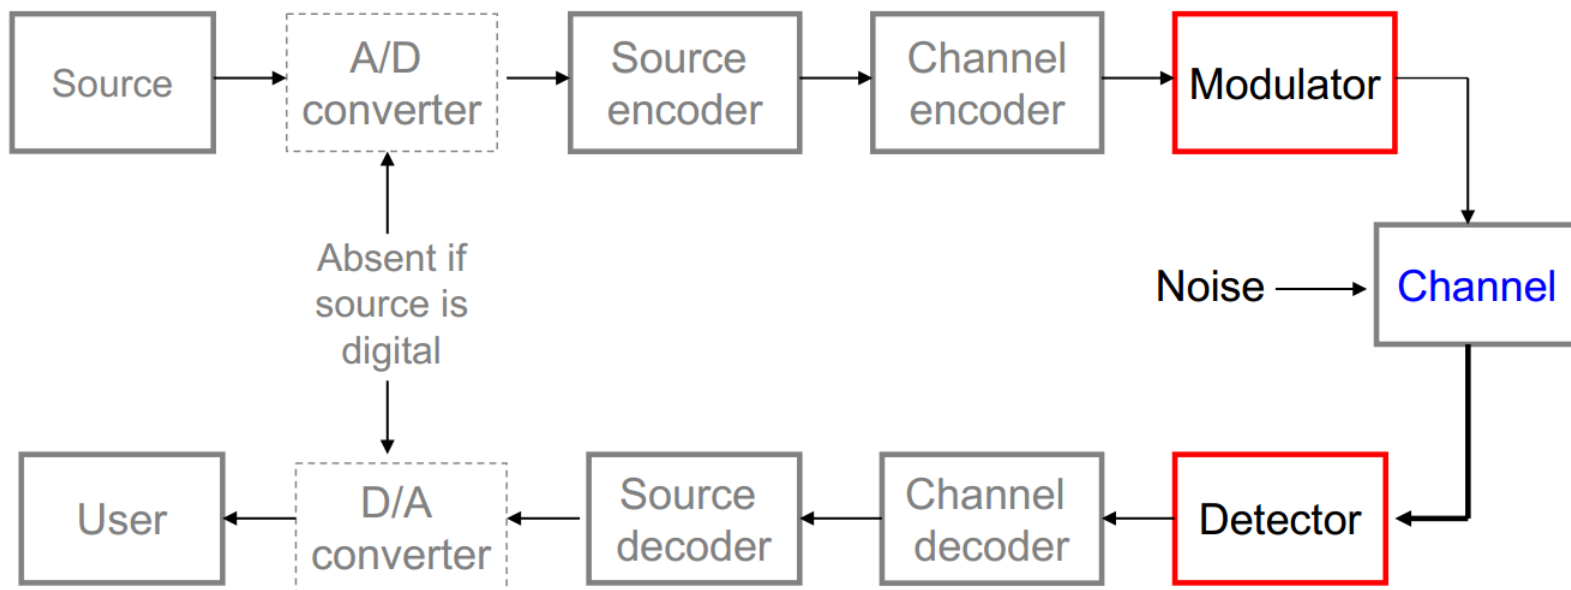 Source
A/D
converter
Source
encoder
Channel
encoder
Modulator
Absent if
source is
digital
Noise
Channel
User
D/A
converter
Source
decoder
Channel
decoder
Detector